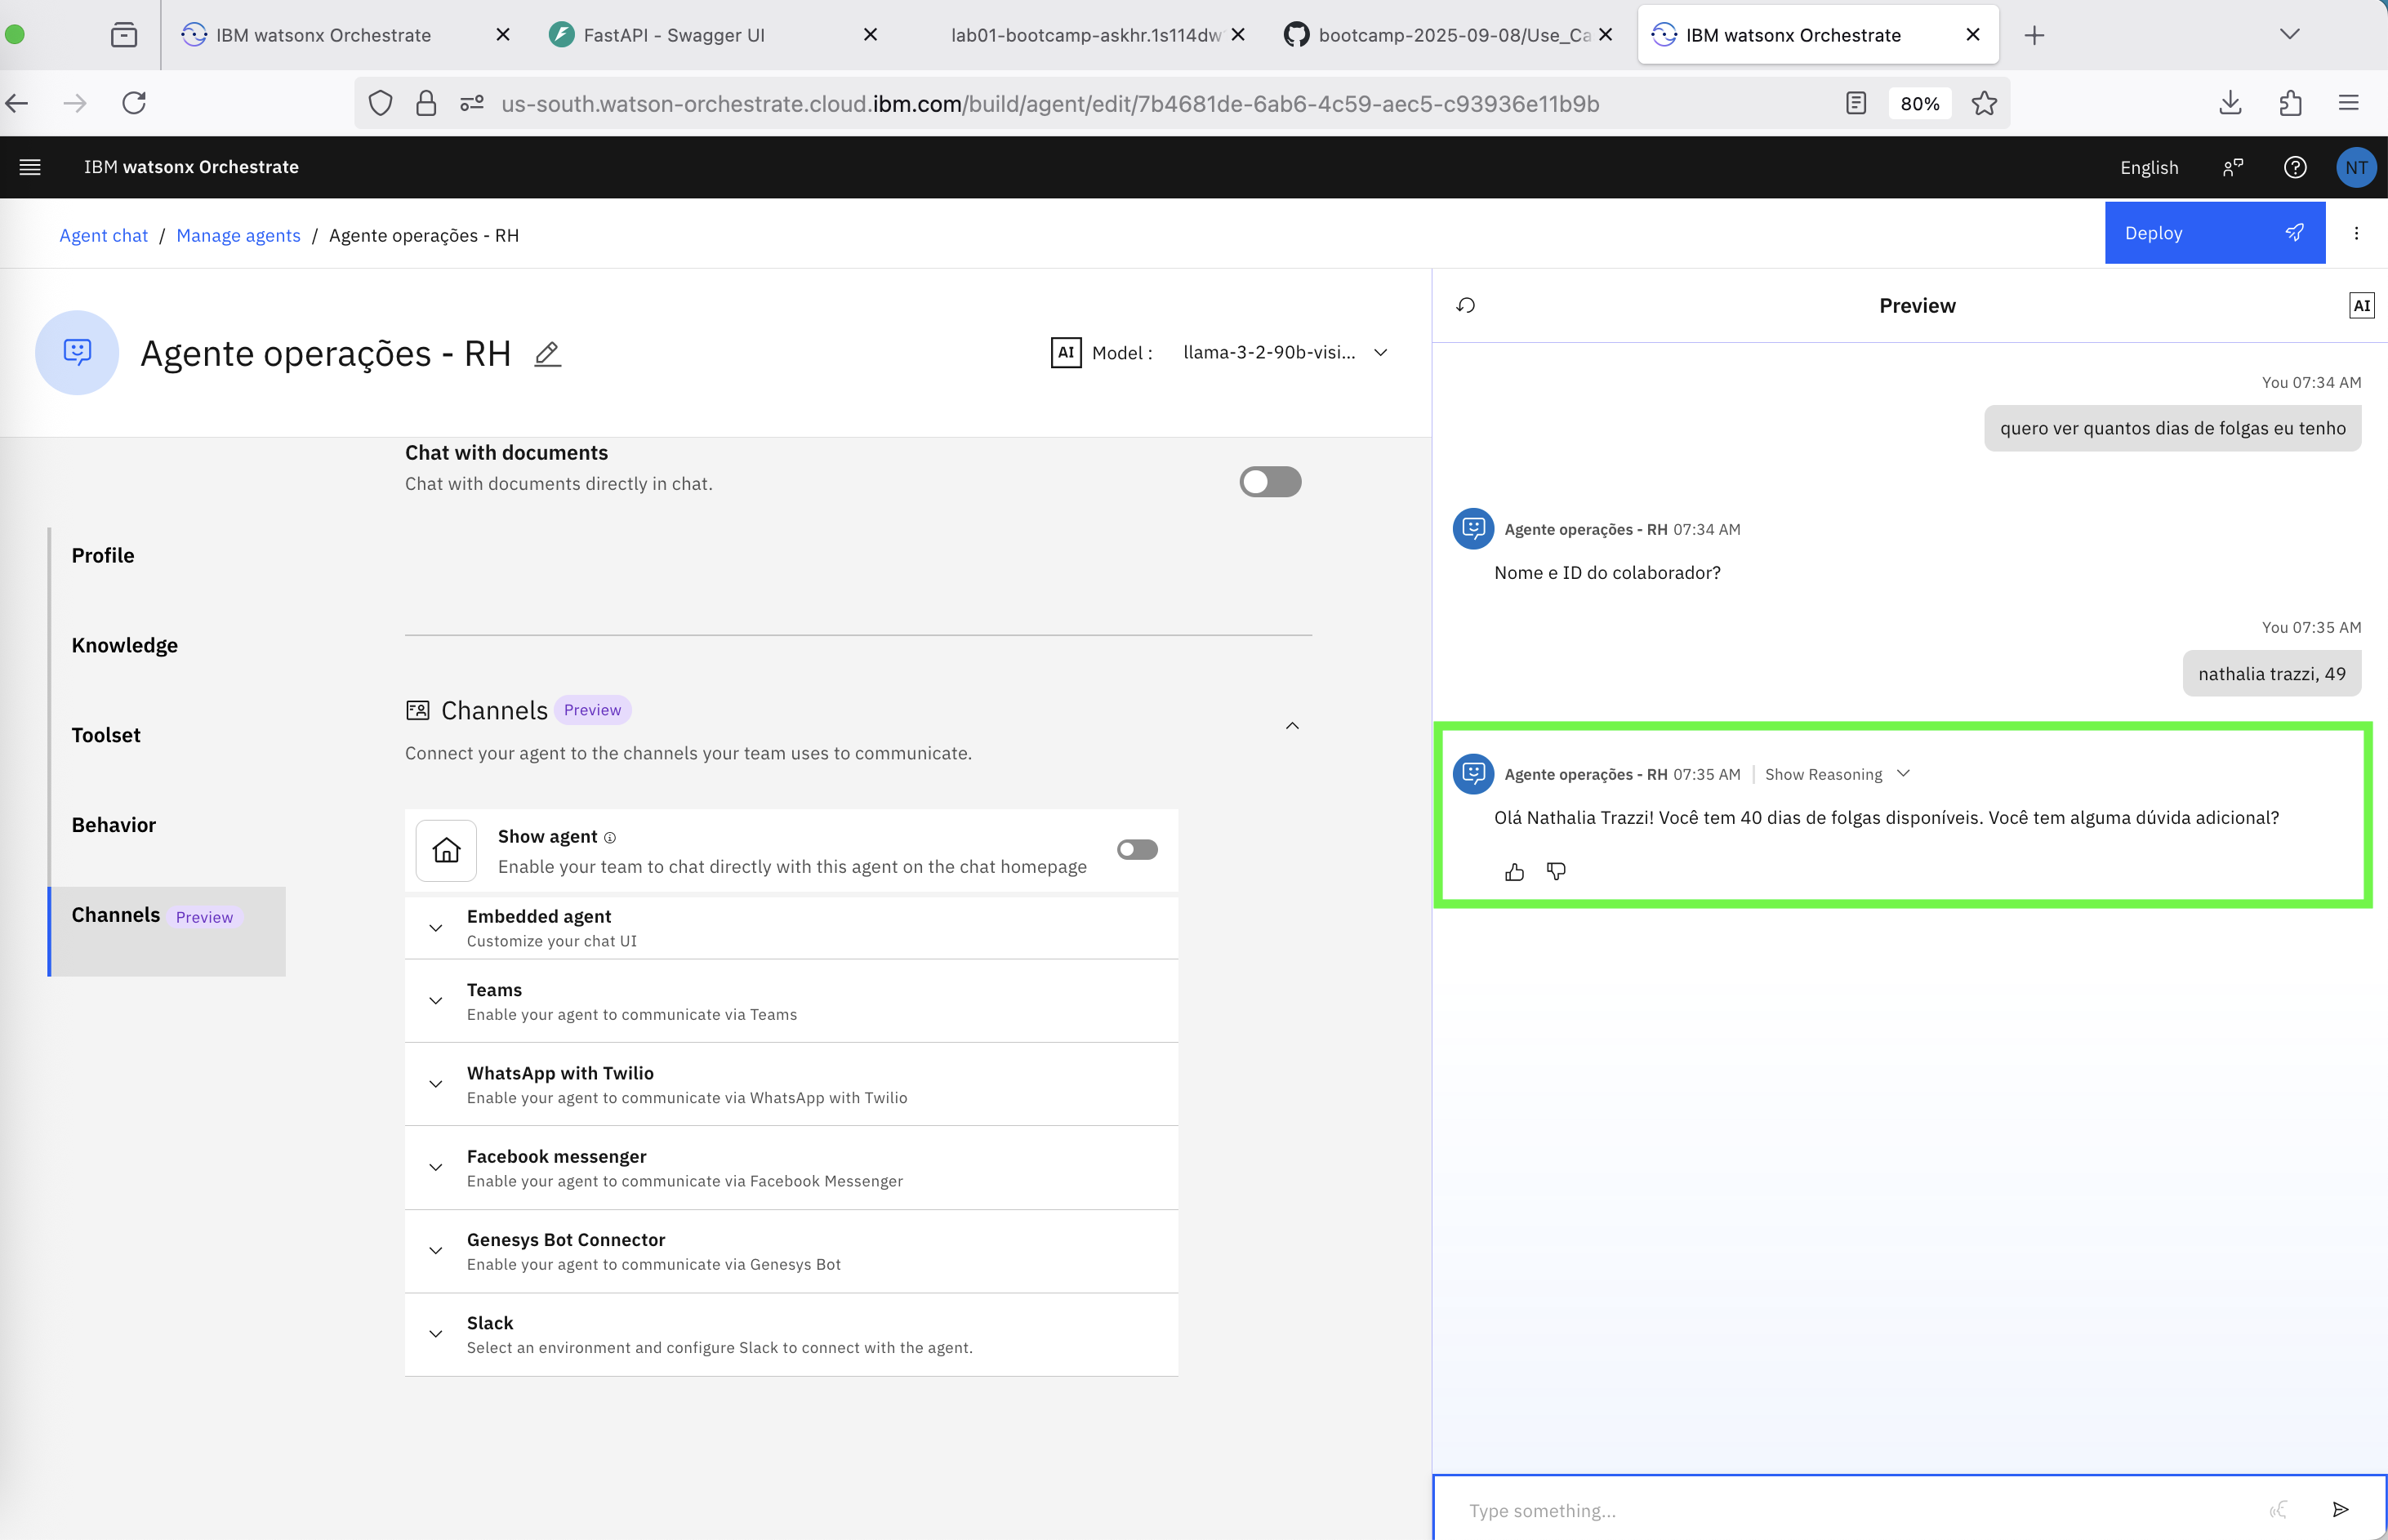 IBM watsonx Orchestrate
FastAPI - Swagger UI
lab01-bootcamp-askhr.1s114dw
bootcamp-2025-09-08/Use_Ca
IBM watsonx Orchestrate
us-south.watson-orchestrate.cloud.ibm.com/build/agent/edit/7b4681de-6ab6-4c59-aec5-c93936e11b9b
80%
IBM watsonx Orchestrate
English
NT
Agent chat / Manage agents / Agente operações - RH
Deploy
Agente operações - RH
AI Model :
llama-3-2-90b-visi...
Profile
Knowledge
Toolset
Behavior
Channels Preview
Chat with documents
Chat with documents directly in chat.
Channels Preview
Connect your agent to the channels your team uses to communicate.
Show agent
Enable your team to chat directly with this agent on the chat homepage
Embedded agent
Customize your chat UI
Teams
Enable your agent to communicate via Teams
WhatsApp with Twilio
Enable your agent to communicate via WhatsApp with Twilio
Facebook messenger
Enable your agent to communicate via Facebook Messenger
Genesys Bot Connector
Enable your agent to communicate via Genesys Bot
Slack
Select an environment and configure Slack to connect with the agent.
Preview
AI
You 07:34 AM
quero ver quantos dias de folgas eu tenho
Agente operações - RH 07:34 AM
Nome e ID do colaborador?
You 07:35 AM
nathalia trazzi, 49
Agente operações - RH 07:35 AM | Show Reasoning
Olá Nathalia Trazzi! Você tem 40 dias de folgas disponíveis. Você tem alguma dúvida adicional?
Type something...